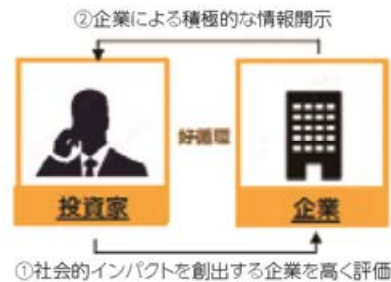 ②企業による積極的な情報開示
好循環
投資家
企業
①社会的インパクトを創出する企業を高く評価